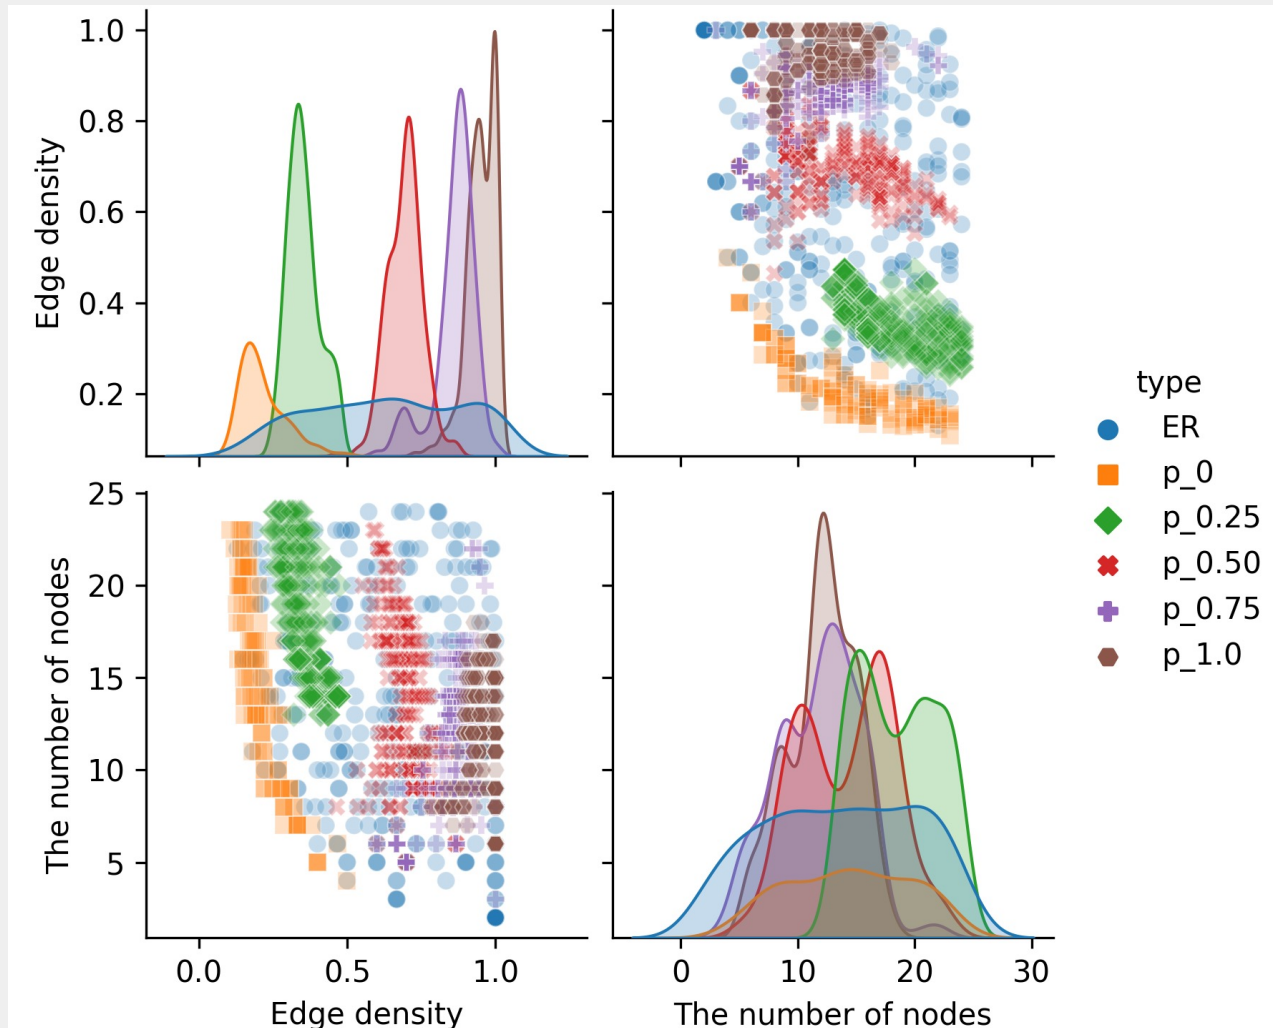 1.0
0.8
0.6
0.4
0.2
Edge density
type
ER
p_0
p_0.25
p_0.50
p_0.75
p_1.0
25
20
15
10
5
The number of nodes
0.0 0.5 1.0
Edge density
0 10 20 30
The number of nodes